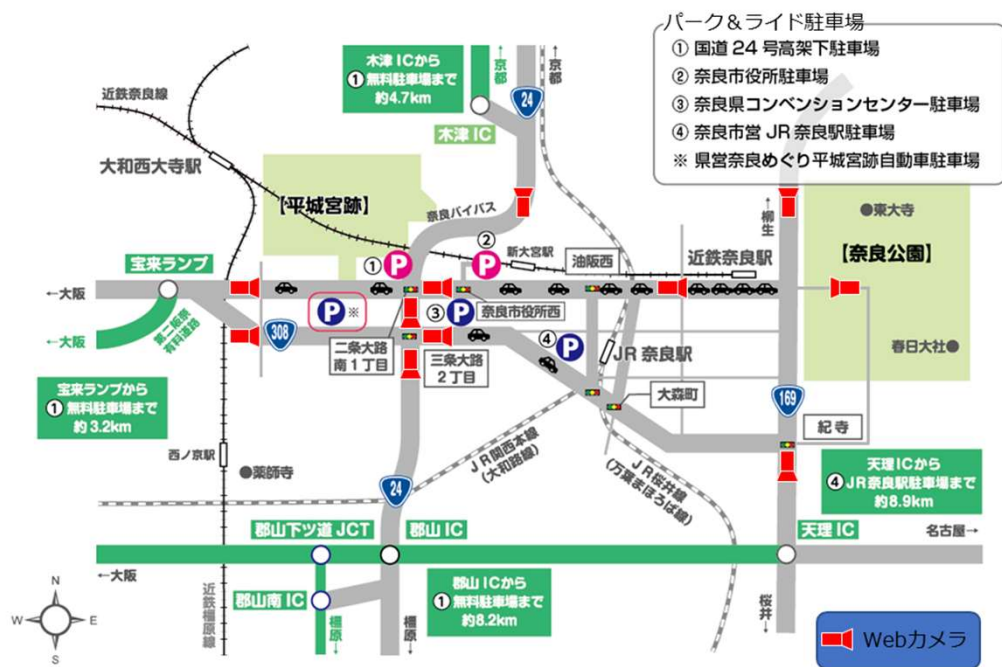 パーク＆ライド駐車場
① 国道24号高架下駐車場
② 奈良市役所駐車場
③ 奈良県コンベンションセンター駐車場
④ 奈良市営JR奈良駅駐車場
※ 県営奈良めぐり平城宮跡自動車駐車場
木津ICから
①無料駐車場まで
約4.7km
←京都
24
←京都
木津IC
近鉄奈良線
大和西大寺駅
【平城宮跡】
奈良バイパス
①P
②
P
新大宮駅
油阪西
近鉄奈良駅
←柳生
●東大寺
【奈良公園】
宝来ランプ
←大阪
第二阪奈
有料道路
←大阪
308
P※
③P
奈良市役所西
二条大路
南1丁目
三条大路
2丁目
④P
JR奈良駅
大森町
春日大社●
169
紀寺
宝来ランプから
①無料駐車場まで
約3.2km
西ノ京駅
●薬師寺
24
JR関西本線
（大和路線）
JR桜井線
（万葉まほろば線）
天理ICから
④JR奈良駅駐車場まで
約8.9km
郡山下ツ道JCT
郡山IC
天理IC
名古屋→
←大阪
郡山南IC
近鉄橿原線
橿原→
橿原→
郡山ICから
①無料駐車場まで
約8.2km
桜井→
N
W
E
S
Webカメラ